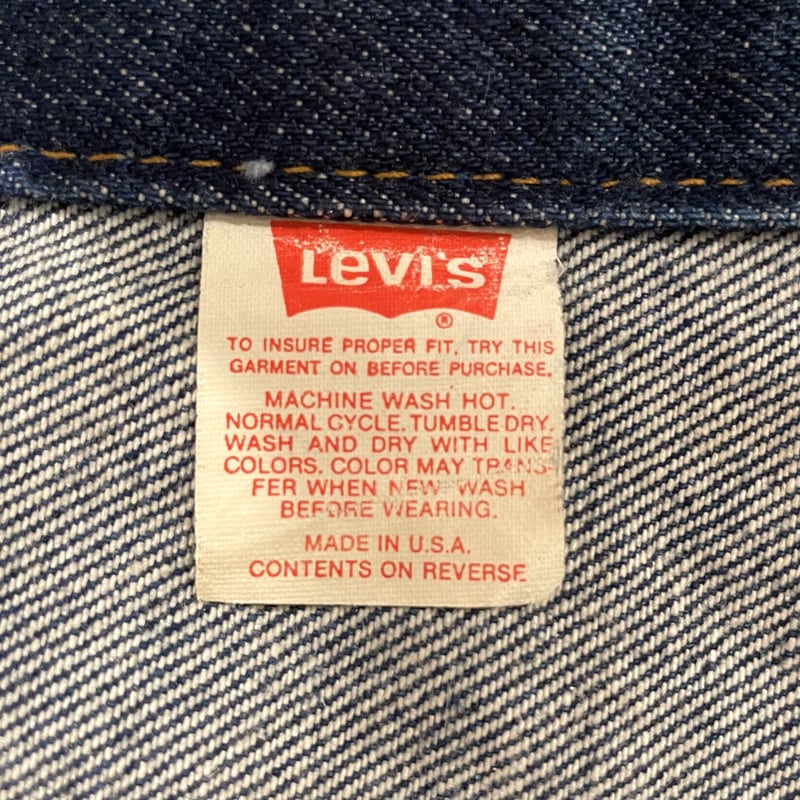 Levi's
®
TO INSURE PROPER FIT, TRY THIS
GARMENT ON BEFORE PURCHASE.
MACHINE WASH HOT.
NORMAL CYCLE. TUMBLE DRY.
WASH AND DRY WITH LIKE
COLORS. COLOR MAY TRANS-
FER WHEN NEW WASH
BEFORE WEARING.
MADE IN U.S.A.
CONTENTS ON REVERSE